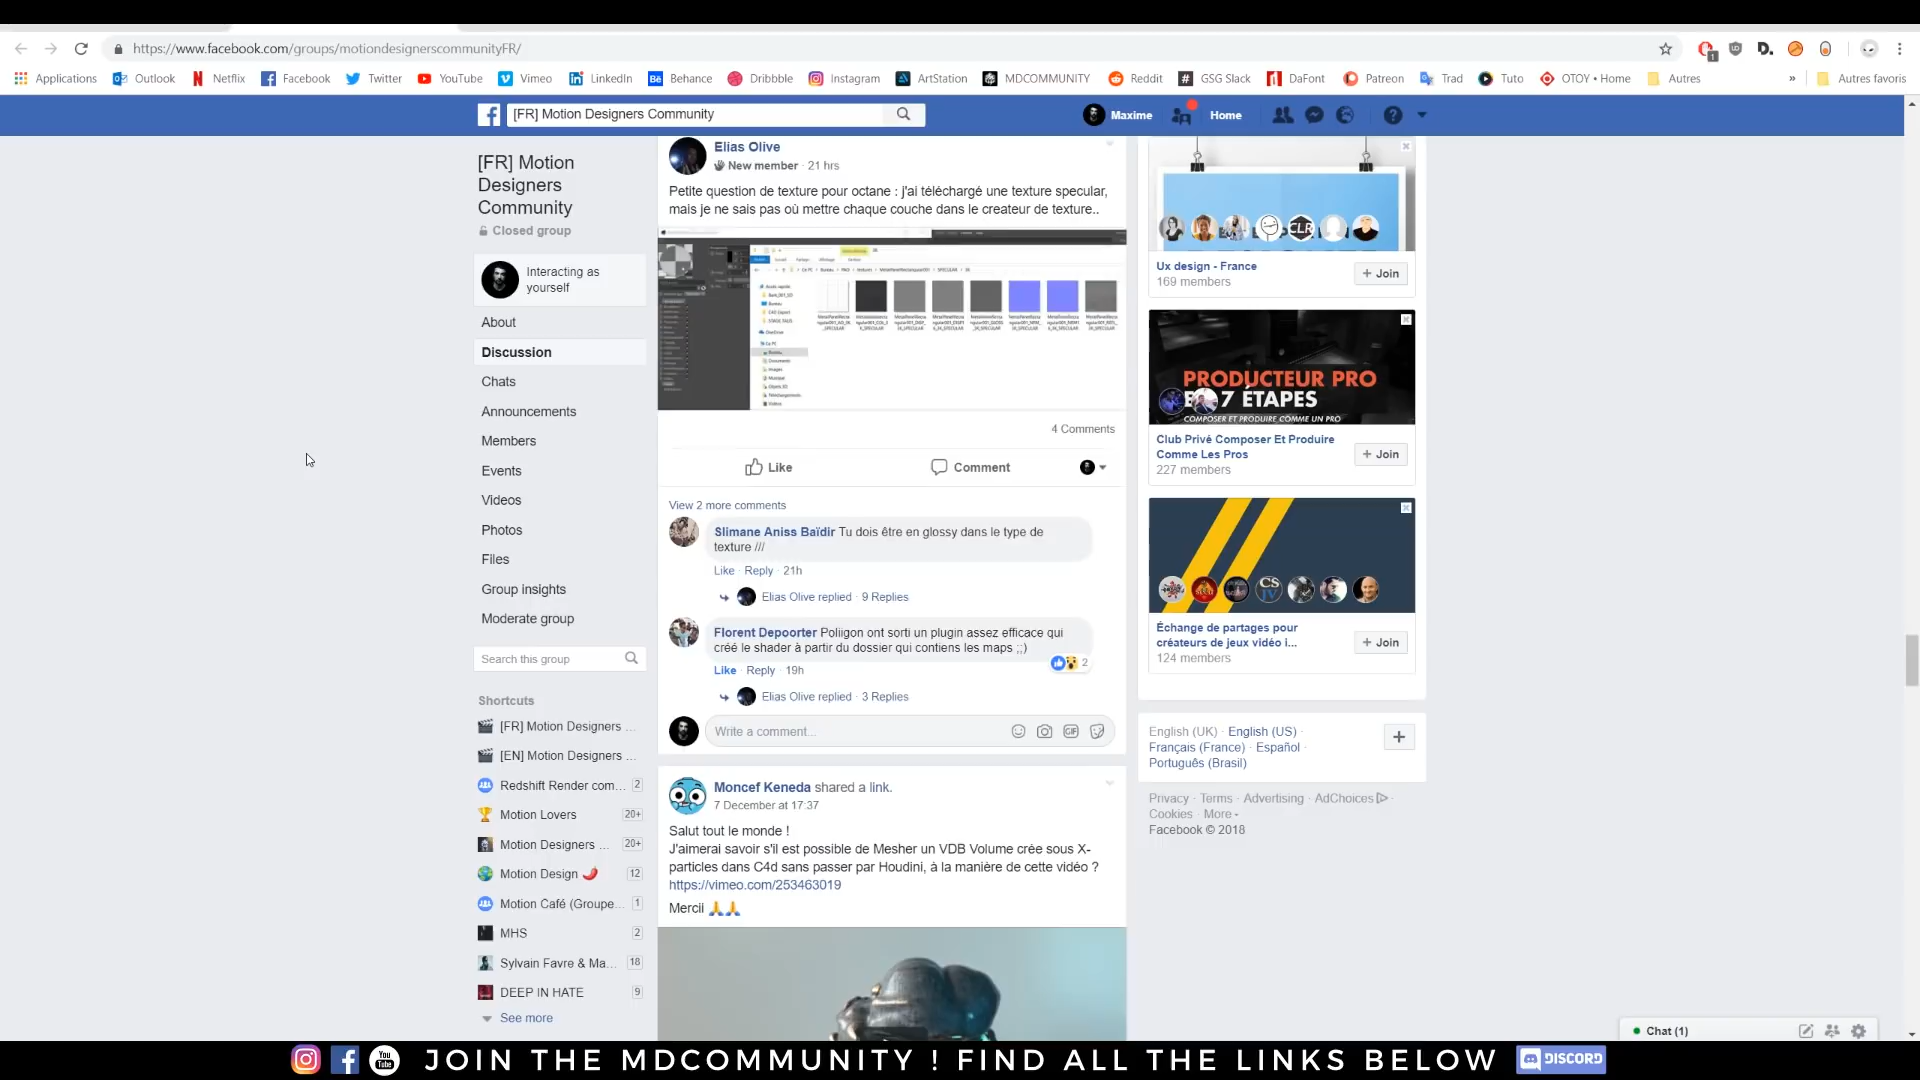 https://www.facebook.com/groups/motiondesignerscommunityFR/
Applications Outlook Netflix Facebook Twitter YouTube Vimeo LinkedIn Behance Dribbble Instagram ArtStation MDCOMMUNITY Reddit GSG Slack DaFont Patreon Trad Tuto OTOY • Home Autres » Autres favoris
[FR] Motion Designers Community
Maxime Home
[FR] Motion
Designers
Community
Closed group
Interacting as
yourself
About
Discussion
Chats
Announcements
Members
Events
Videos
Photos
Files
Group insights
Moderate group
Search this group
Shortcuts
[FR] Motion Designers ...
[EN] Motion Designers ...
Redshift Render com... 2
Motion Lovers 20+
Motion Designers ... 20+
Motion Design 🌶 12
Motion Café (Groupe... 1
MHS 2
Sylvain Favre & Ma... 18
DEEP IN HATE 9
See more
Elias Olive
New member · 21 hrs
Petite question de texture pour octane : j'ai téléchargé une texture specular,
mais je ne sais pas où mettre chaque couche dans le createur de texture..
4 Comments
Like Comment
View 2 more comments
Slimane Aniss Baïdir Tu dois être en glossy dans le type de
texture ///
Like · Reply · 21h
Elias Olive replied · 9 Replies
Florent Depoorter Poliigon ont sorti un plugin assez efficace qui
créé le shader à partir du dossier qui contiens les maps ;;)
2
Like · Reply · 19h
Elias Olive replied · 3 Replies
Write a comment...
GIF
Moncef Keneda shared a link.
7 December at 17:37
Salut tout le monde !
J'aimerai savoir s'il est possible de Mesher un VDB Volume crée sous X-
particles dans C4d sans passer par Houdini, à la manière de cette vidéo ?
https://vimeo.com/253463019
Mercii 🙏🙏
CLR
Ux design - France
169 members
+ Join
PRODUCTEUR PRO
7 ÉTAPES
COMPOSER ET PRODUIRE COMME UN PRO
Club Privé Composer Et Produire
Comme Les Pros
227 members
+ Join
CS
JV
Échange de partages pour
créateurs de jeux vidéo i...
124 members
+ Join
English (UK) · English (US) ·
Français (France) · Español ·
Português (Brasil)
Privacy · Terms · Advertising · AdChoices ·
Cookies · More
Facebook © 2018
Chat (1)
You
Tube
JOIN THE MDCOMMUNITY ! FIND ALL THE LINKS BELOW
DISCORD